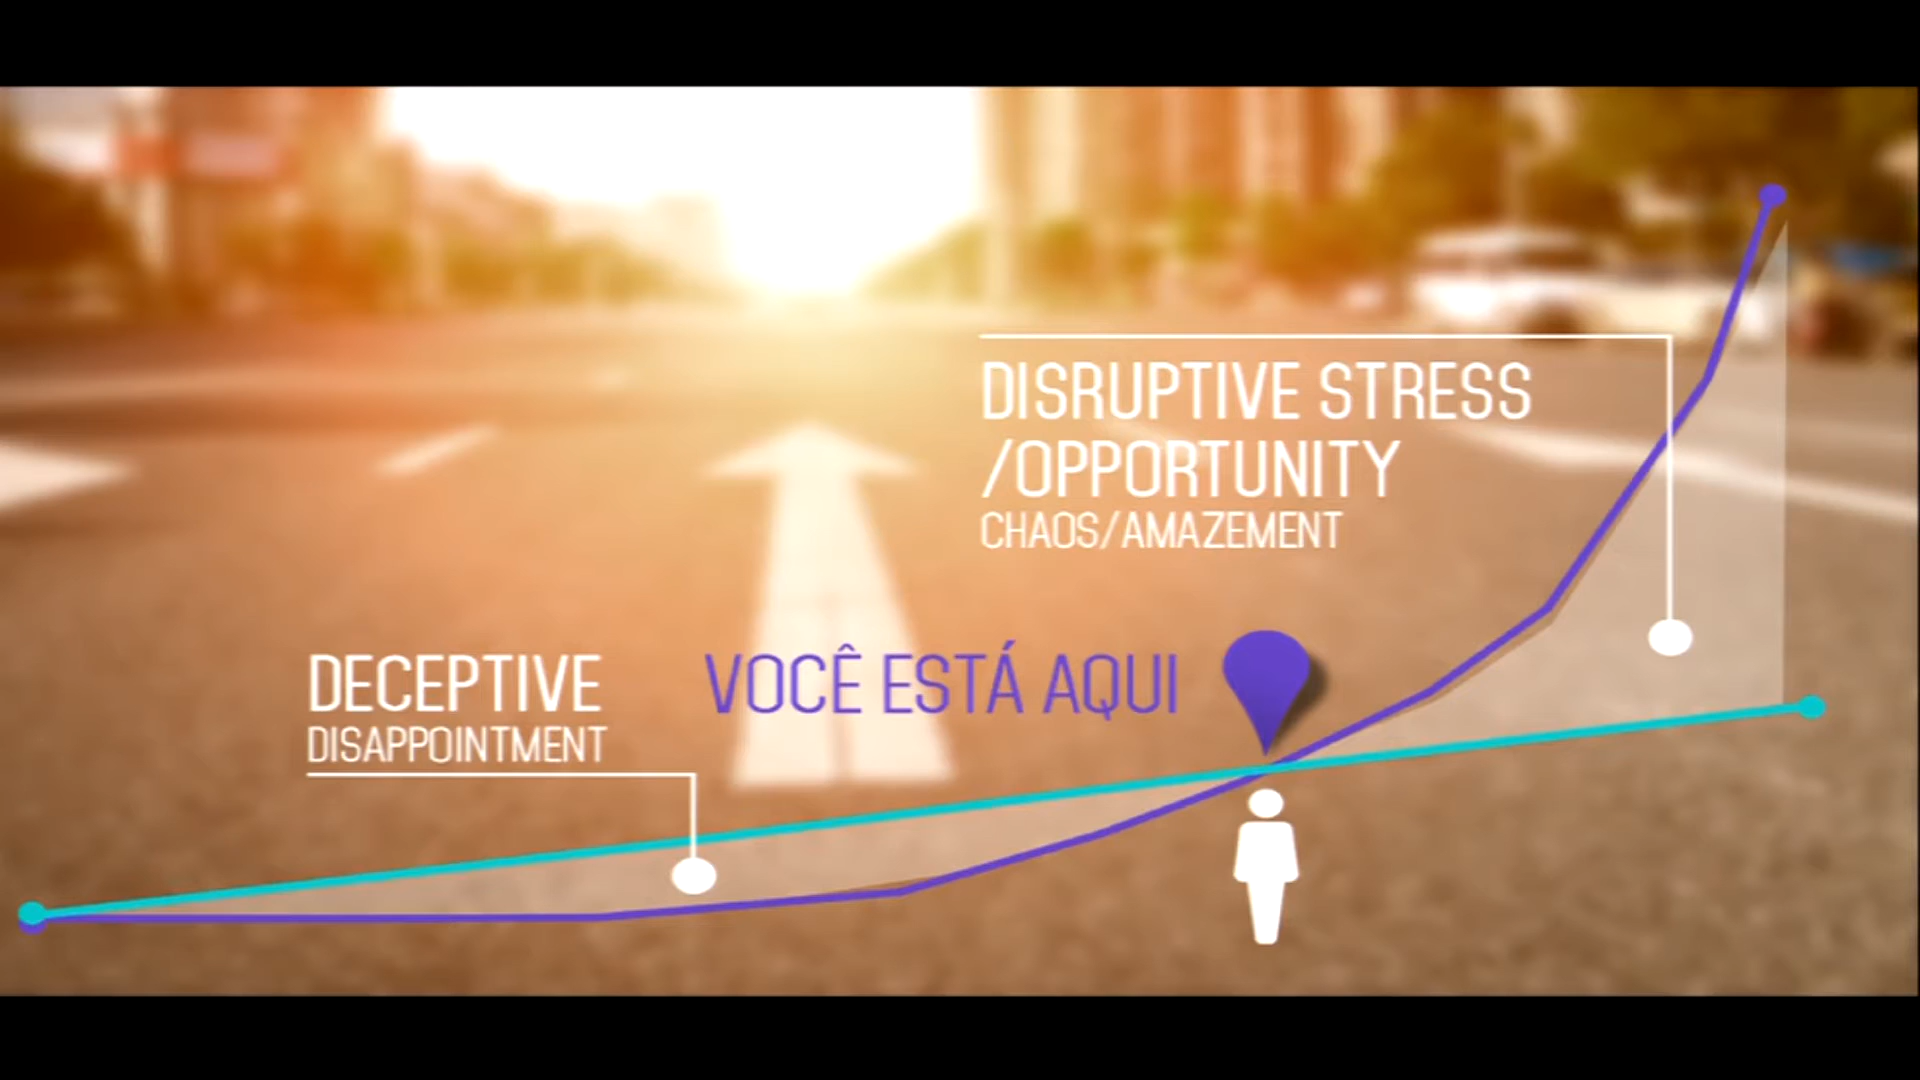 DISRUPTIVE STRESS
/OPPORTUNITY
CHAOS/AMAZEMENT
DECEPTIVE
DISAPPOINTMENT
VOCÊ ESTÁ AQUI